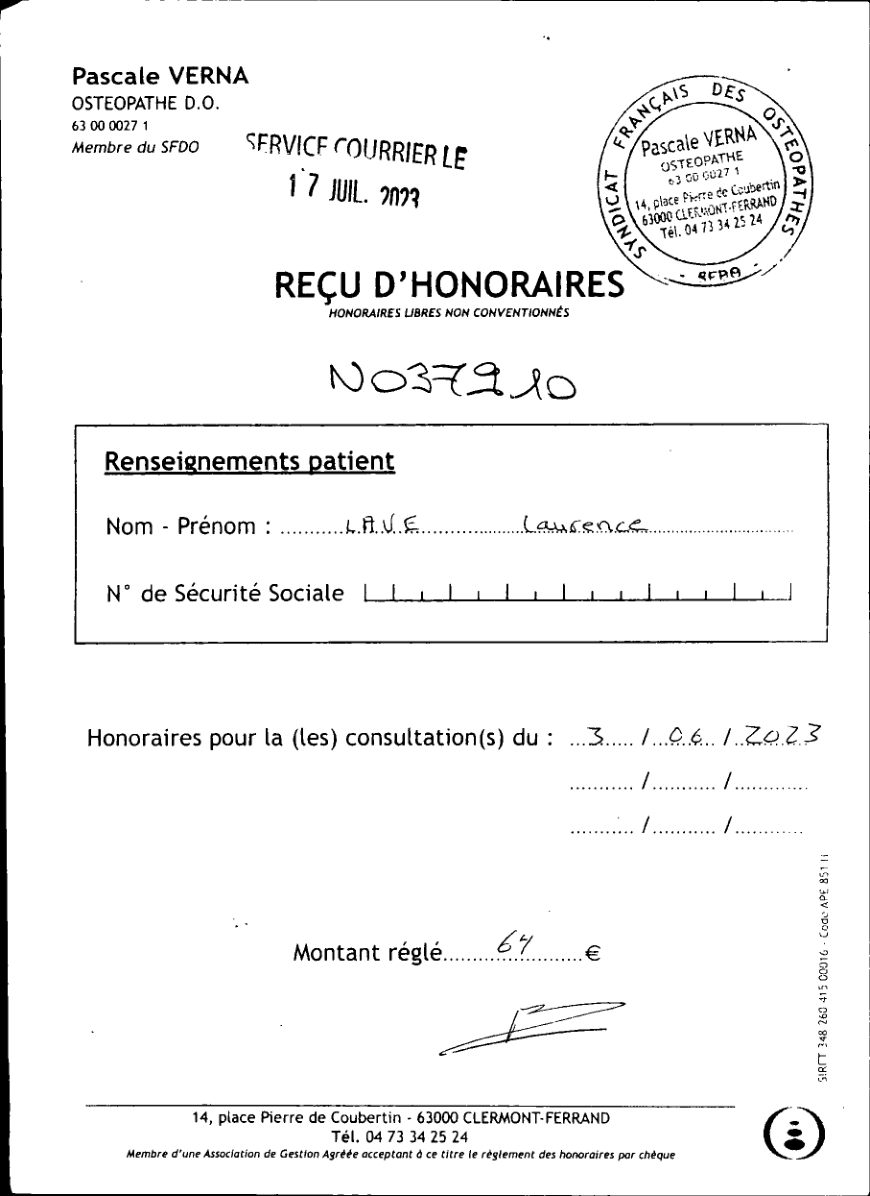 Pascale VERNA
OSTEOPATHE D.O.
63 00 0027 1
Membre du SFDO
SERVICE COURRIER LE
17 JUIL. 2023
SYNDICAT FRANÇAIS DES OSTEOPATHES
Pascale VERNA
OSTEOPATHE
63 00 0027 1
14, place Pierre de Coubertin
63000 CLERMONT-FERRAND
Tél. 04 73 34 25 24
REÇU D'HONORAIRES
HONORAIRES LIBRES NON CONVENTIONNÉS
N037910
Renseignements patient
Nom - Prénom : LAVE Laurence
N° de Sécurité Sociale
Honoraires pour la (les) consultation(s) du : 3 / 06 / 2023
/ /
/ /
Montant réglé 64 €
SIRET 348 260 415 00016 - Code APE 851
14, place Pierre de Coubertin - 63000 CLERMONT-FERRAND
Tél. 04 73 34 25 24
Membre d'une Association de Gestion Agréée acceptant à ce titre le règlement des honoraires par chèque